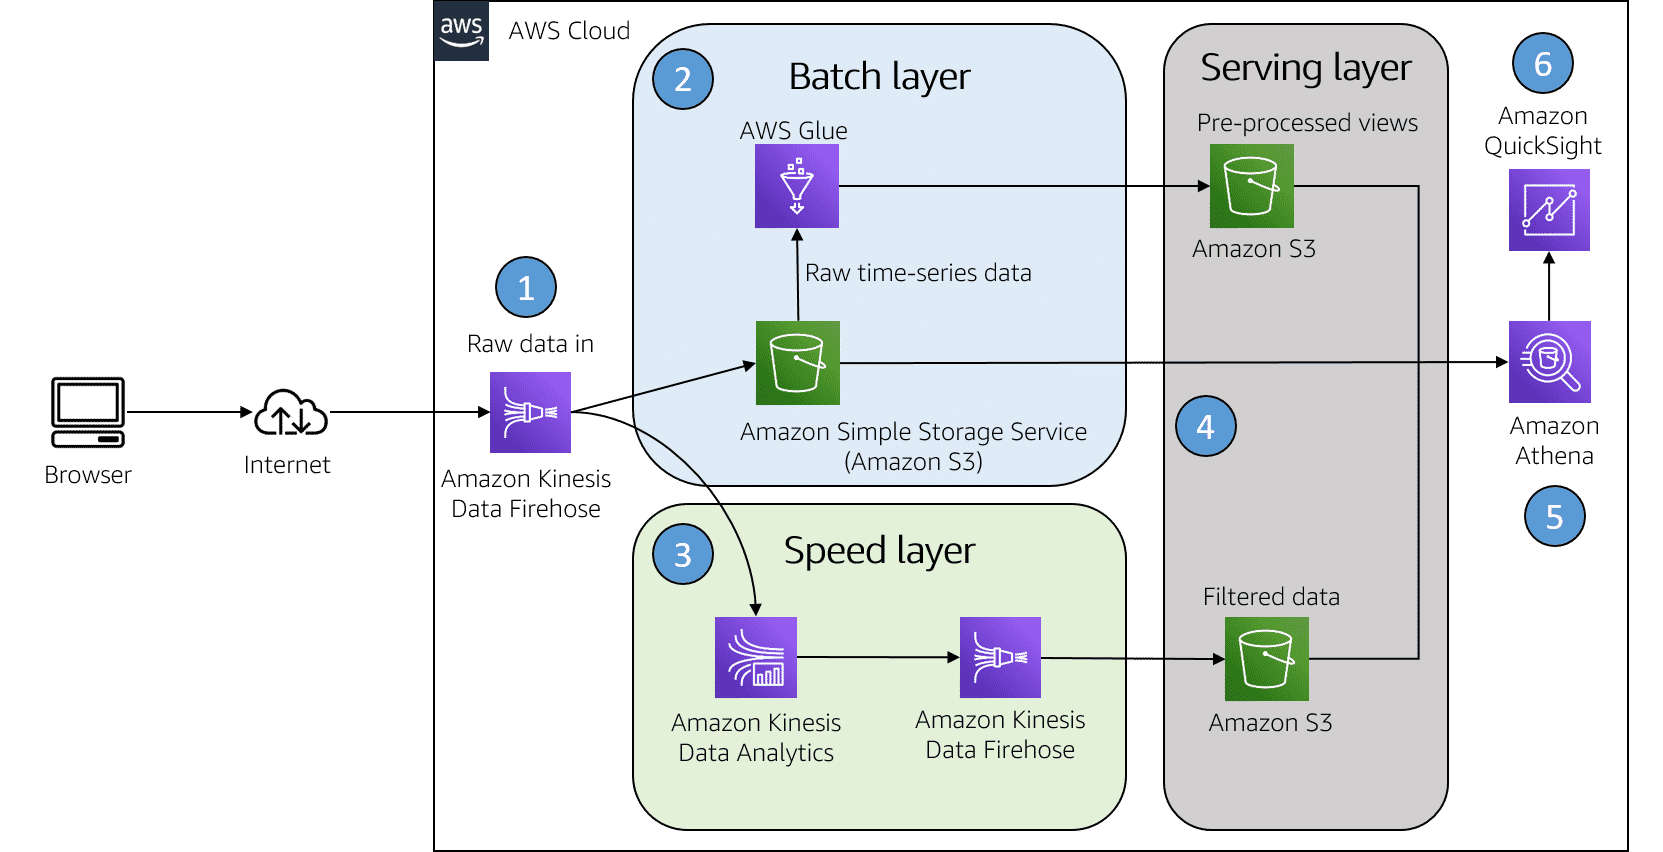 aws
AWS Cloud
2
Batch layer
Serving layer
6
Amazon
QuickSight
AWS Glue
Pre-processed views
Amazon S3
Raw time-series data
1
Raw data in
Browser
Internet
Amazon Kinesis
Data Firehose
Amazon Simple Storage Service
(Amazon S3)
4
Amazon
Athena
5
3
Speed layer
Filtered data
Amazon Kinesis
Data Analytics
Amazon Kinesis
Data Firehose
Amazon S3